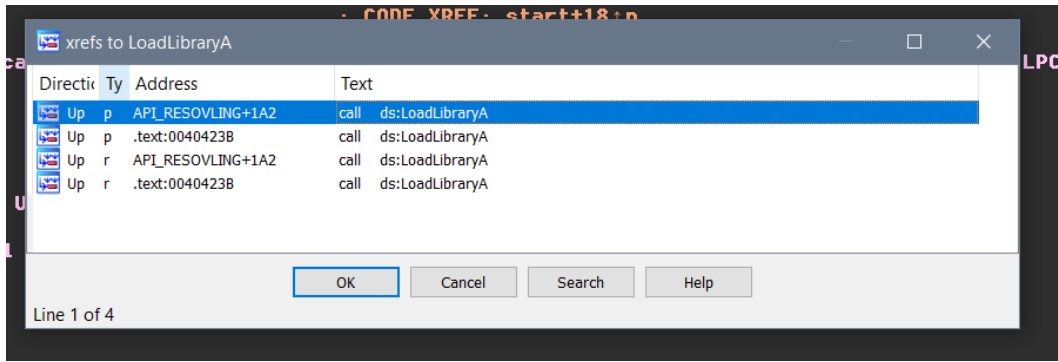 ; CODE XREF: start+18↑p
xrefs to LoadLibraryA
ca
LPC
Directic Ty Address Text
Up p API_RESOVLING+1A2 call ds:LoadLibraryA
Up p .text:0040423B call ds:LoadLibraryA
Up r API_RESOVLING+1A2 call ds:LoadLibraryA
Up r .text:0040423B call ds:LoadLibraryA
U
OK Cancel Search Help
Line 1 of 4